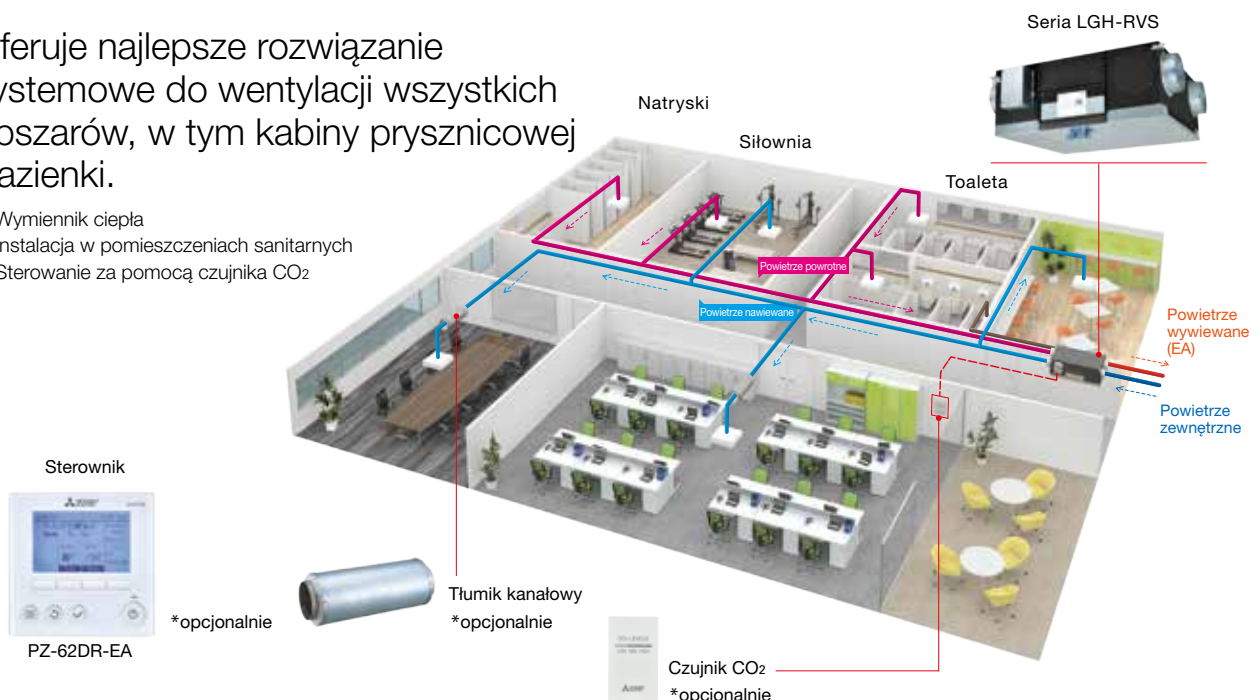 feruje najlepsze rozwiązanie
ystemowe do wentylacji wszystkich
bszarów, w tym kabiny prysznicowej
azienki.
Wymiennik ciepła
nstalacja w pomieszczeniach sanitarnych
Sterowanie za pomocą czujnika CO2
Seria LGH-RVS
Natryski
Siłownia
Toaleta
Powietrze powrotne
Powietrze nawiewane
Powietrze
wywiewane
(EA)
Powietrze
zewnętrzne
Sterownik
*opcjonalnie
PZ-62DR-EA
Tłumik kanałowy
*opcjonalnie
Czujnik CO2
*opcjonalnie